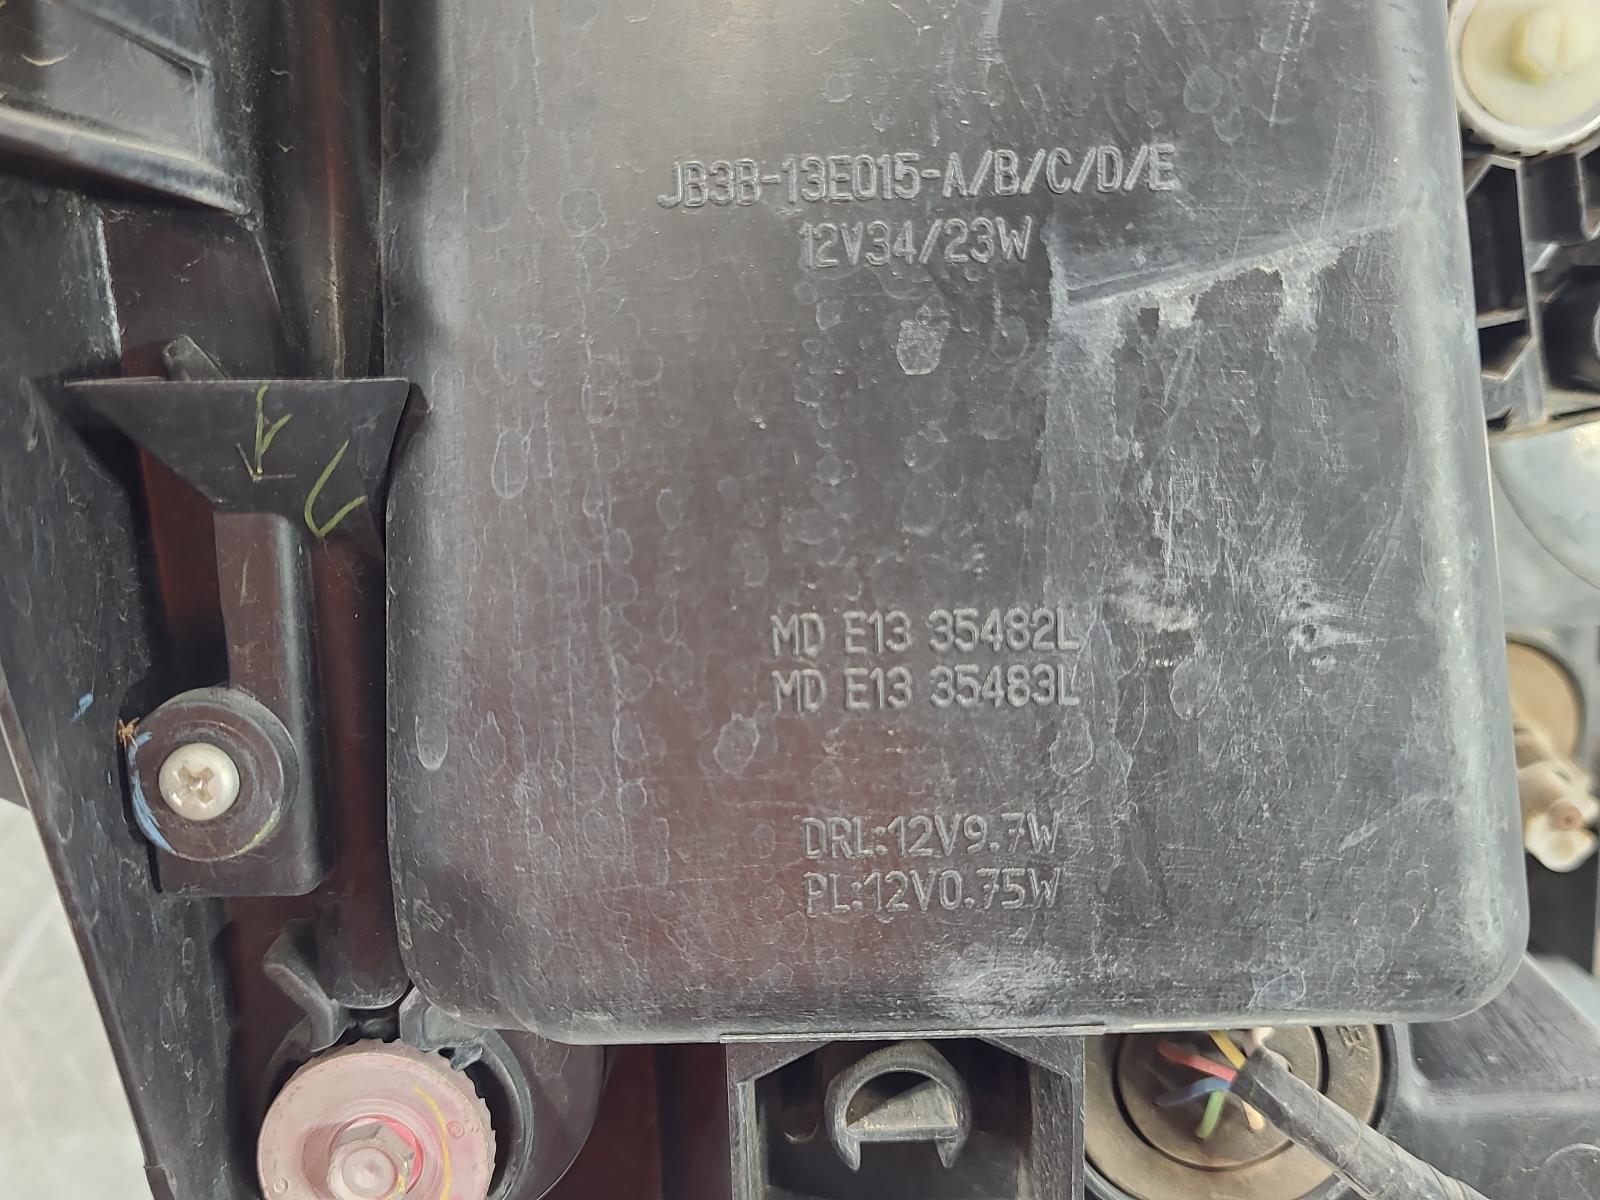 JB3B-13E015-A/B/C/D/E
12V34/23W
MD E13 35482L
MD E13 35483L
DRL:12V9.7W
PL:12V0.75W